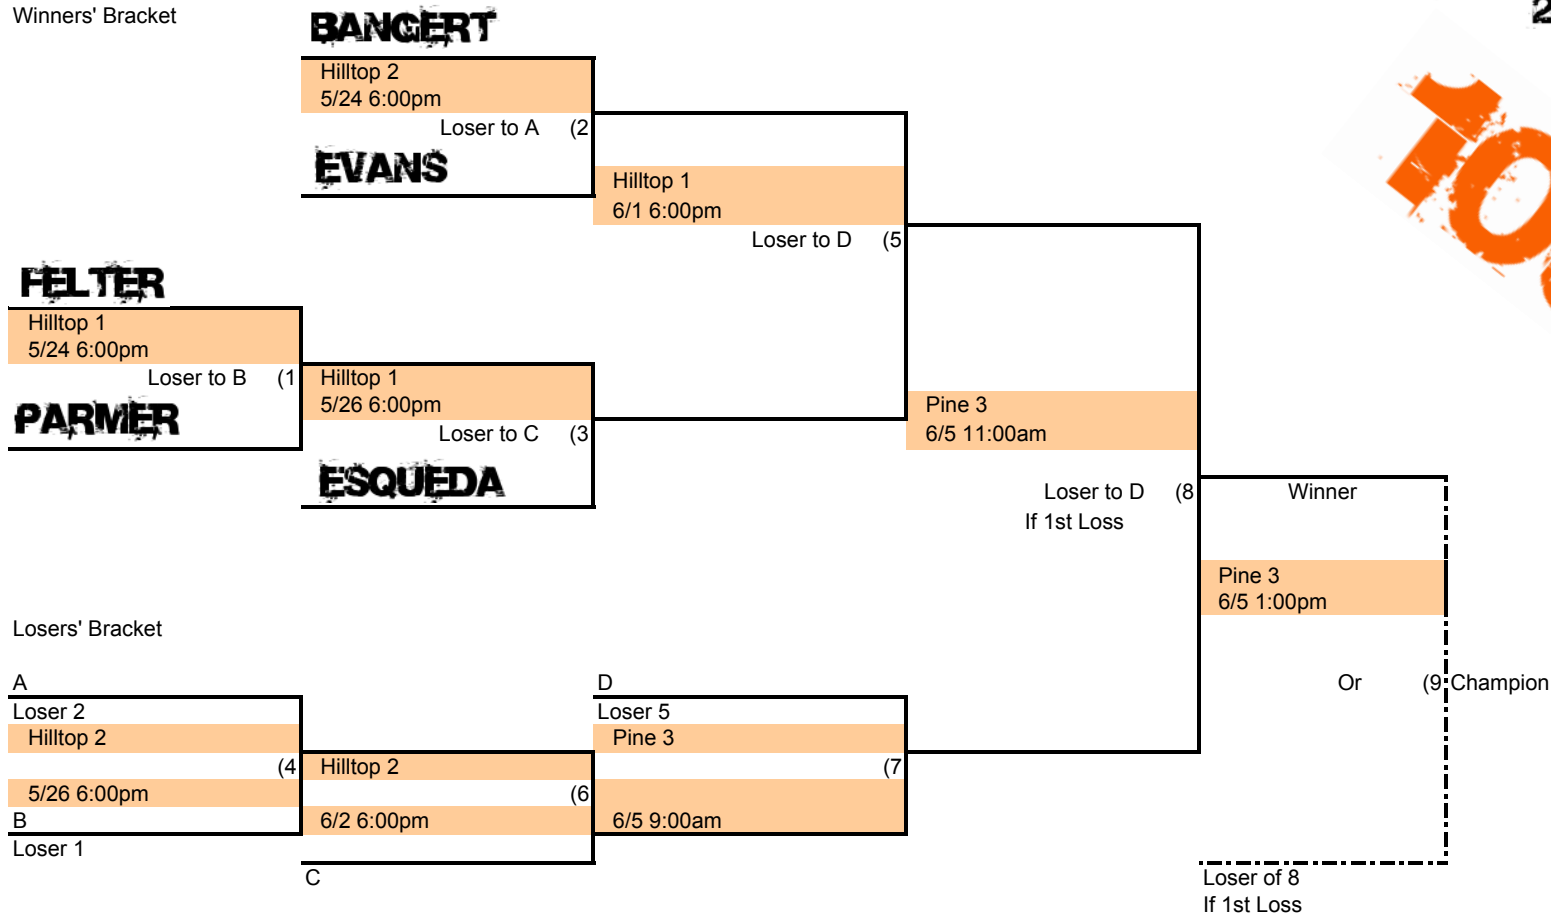 Winners' Bracket
BANGERT
2
Hilltop 2
5/24 6:00pm
Loser to A (2
EVANS
Hilltop 1
6/1 6:00pm
Loser to D (5
FELTER
Hilltop 1
5/24 6:00pm
Loser to B (1
PARMER
Hilltop 1
5/26 6:00pm
Loser to C (3
ESQUEDA
Pine 3
6/5 11:00am
Loser to D (8
If 1st Loss
Winner
Pine 3
6/5 1:00pm
Or (9 Champion
Losers' Bracket
A
Loser 2
Hilltop 2
(4
5/26 6:00pm
B
Loser 1
Hilltop 2
(6
6/2 6:00pm
C
D
Loser 5
Pine 3
(7
6/5 9:00am
Loser of 8
If 1st Loss